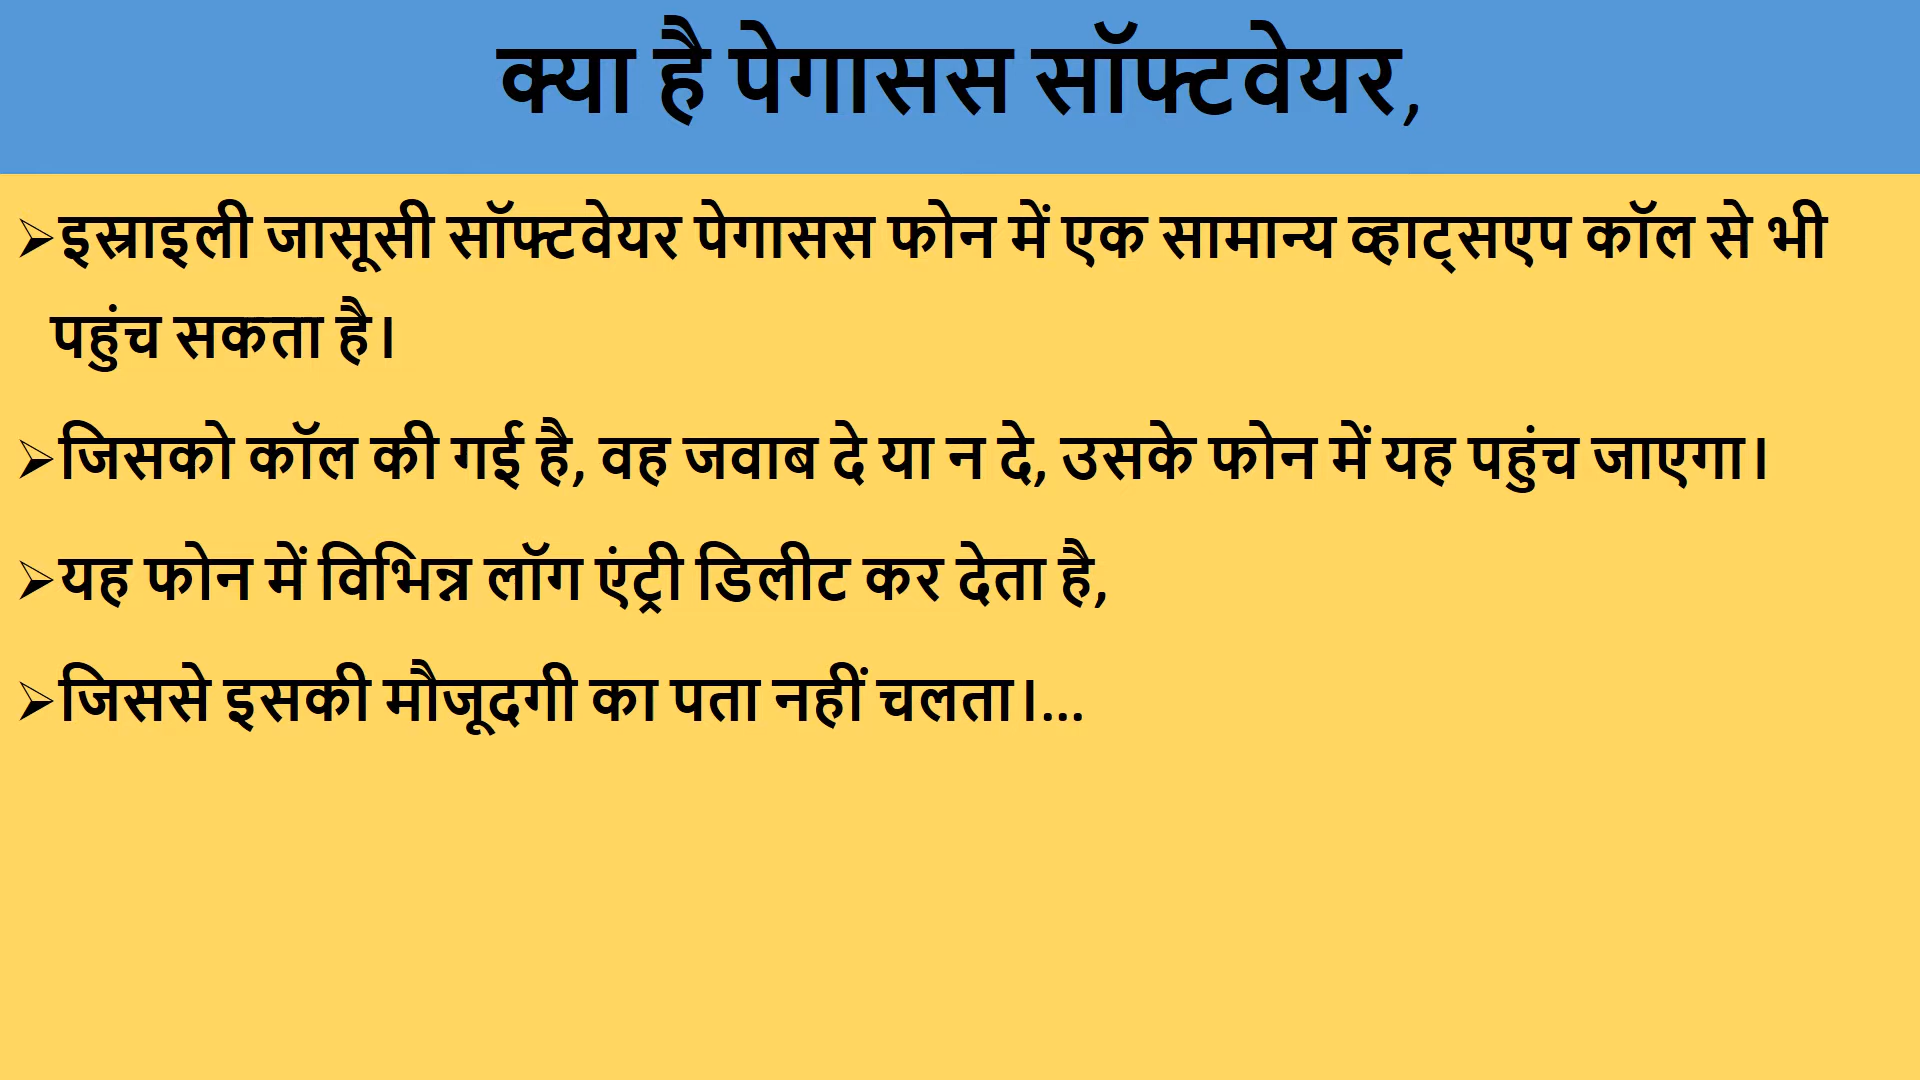 क्या है पेगासस सॉफ्टवेयर,
➢इस्राइली जासूसी सॉफ्टवेयर पेगासस फोन में एक सामान्य व्हाट्सएप कॉल से भी
पहुंच सकता है।
➢जिसको कॉल की गई है, वह जवाब दे या न दे, उसके फोन में यह पहुंच जाएगा।
➢यह फोन में विभिन्न लॉग एंट्री डिलीट कर देता है,
➢जिससे इसकी मौजूदगी का पता नहीं चलता।...